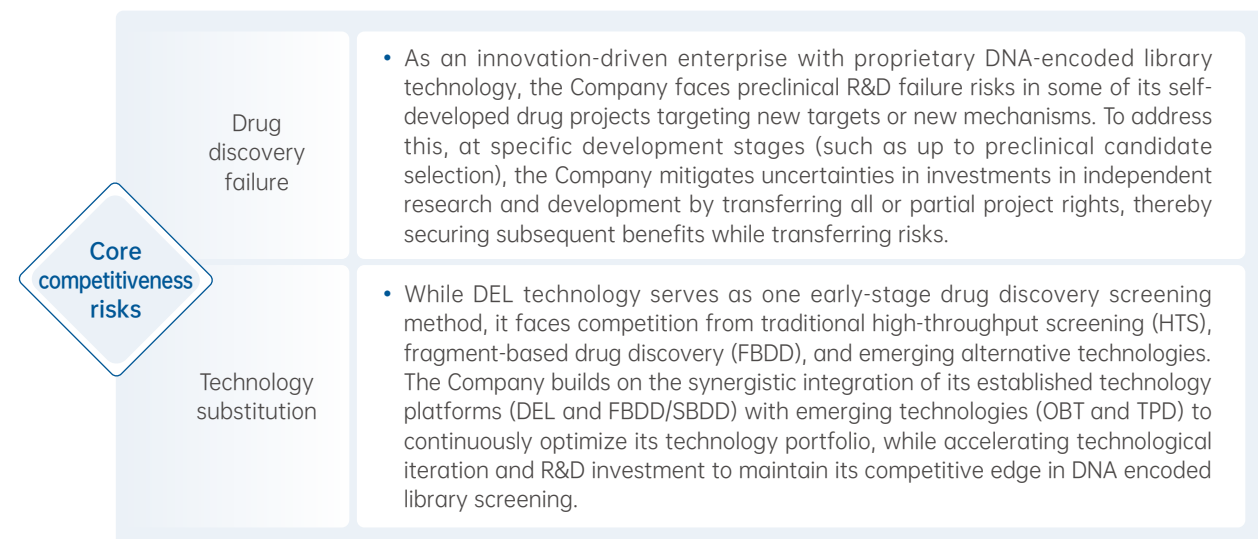 Core
competitiveness
risks
Drug
discovery
failure
• As an innovation-driven enterprise with proprietary DNA-encoded library
technology, the Company faces preclinical R&D failure risks in some of its self-
developed drug projects targeting new targets or new mechanisms. To address
this, at specific development stages (such as up to preclinical candidate
selection), the Company mitigates uncertainties in investments in independent
research and development by transferring all or partial project rights, thereby
securing subsequent benefits while transferring risks.
Technology
substitution
• While DEL technology serves as one early-stage drug discovery screening
method, it faces competition from traditional high-throughput screening (HTS),
fragment-based drug discovery (FBDD), and emerging alternative technologies.
The Company builds on the synergistic integration of its established technology
platforms (DEL and FBDD/SBDD) with emerging technologies (OBT and TPD) to
continuously optimize its technology portfolio, while accelerating technological
iteration and R&D investment to maintain its competitive edge in DNA encoded
library screening.